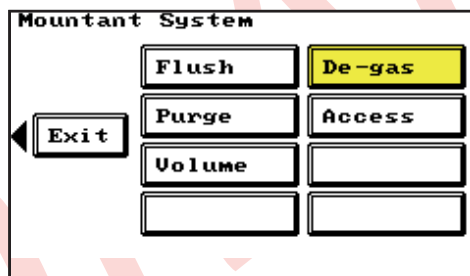 Mountant System
Flush De-gas
Purge Access
Exit
Volume